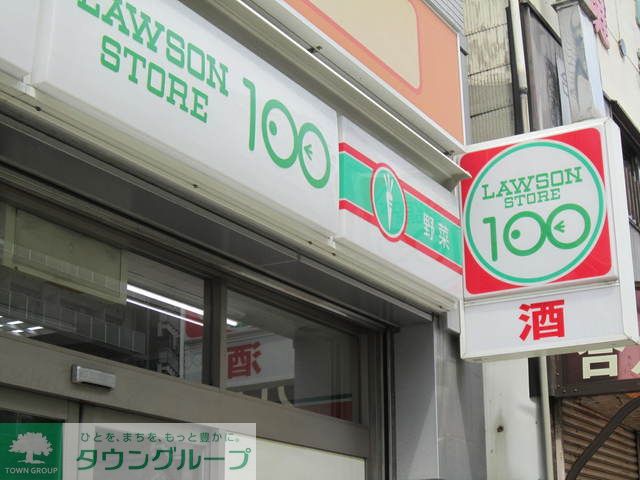 LAWSON
STORE
100
野菜
LAWSON
STORE
100
酒
酒
TOWN GROUP
ひとを、まちを、もっと豊かに。
タウングループ